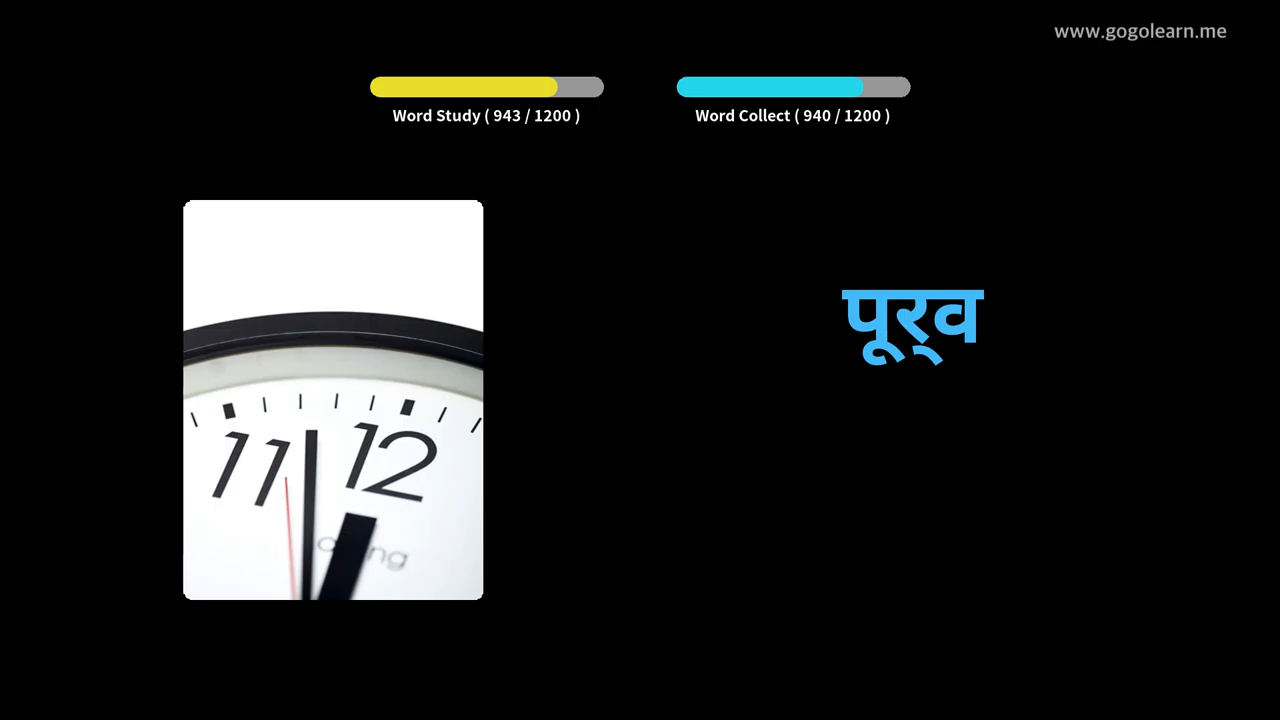 www.gogolearn.me
Word Study ( 943 / 1200 )
Word Collect ( 940 / 1200 )
पूर्व
11 12